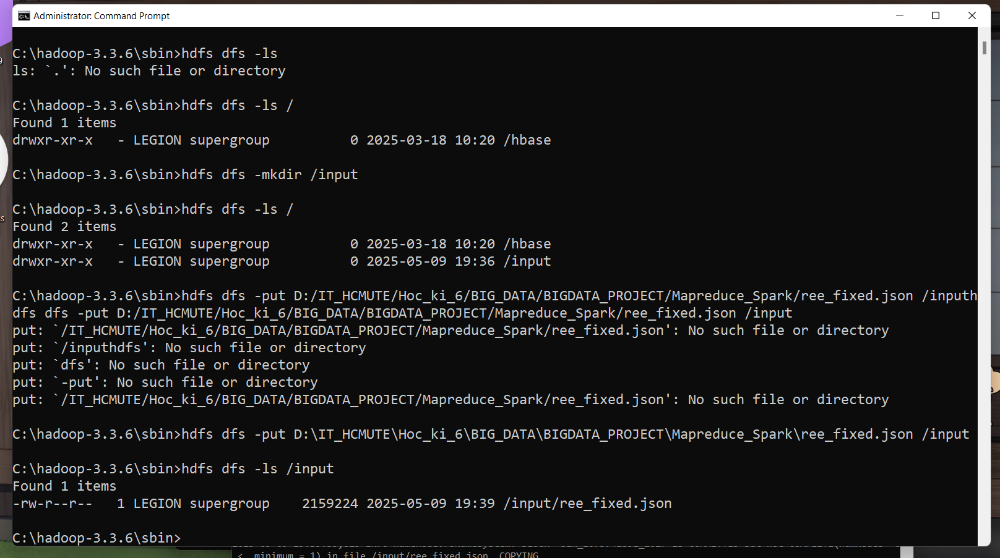 Administrator: Command Prompt
C:\hadoop-3.3.6\sbin>hdfs dfs -ls
ls: `.': No such file or directory
C:\hadoop-3.3.6\sbin>hdfs dfs -ls /
Found 1 items
drwxr-xr-x   - LEGION supergroup          0 2025-03-18 10:20 /hbase
C:\hadoop-3.3.6\sbin>hdfs dfs -mkdir /input
C:\hadoop-3.3.6\sbin>hdfs dfs -ls /
Found 2 items
drwxr-xr-x   - LEGION supergroup          0 2025-03-18 10:20 /hbase
drwxr-xr-x   - LEGION supergroup          0 2025-05-09 19:36 /input
C:\hadoop-3.3.6\sbin>hdfs dfs -put D:/IT_HCMUTE/Hoc_ki_6/BIG_DATA/BIGDATA_PROJECT/Mapreduce_Spark/ree_fixed.json /inputh
dfs dfs -put D:/IT_HCMUTE/Hoc_ki_6/BIG_DATA/BIGDATA_PROJECT/Mapreduce_Spark/ree_fixed.json /input
put: `/IT_HCMUTE/Hoc_ki_6/BIG_DATA/BIGDATA_PROJECT/Mapreduce_Spark/ree_fixed.json': No such file or directory
put: `/inputhdfs': No such file or directory
put: `dfs': No such file or directory
put: `-put': No such file or directory
put: `/IT_HCMUTE/Hoc_ki_6/BIG_DATA/BIGDATA_PROJECT/Mapreduce_Spark/ree_fixed.json': No such file or directory
C:\hadoop-3.3.6\sbin>hdfs dfs -put D:\IT_HCMUTE\Hoc_ki_6\BIG_DATA\BIGDATA_PROJECT\Mapreduce_Spark\ree_fixed.json /input
C:\hadoop-3.3.6\sbin>hdfs dfs -ls /input
Found 1 items
-rw-r--r--   1 LEGION supergroup    2159224 2025-05-09 19:39 /input/ree_fixed.json
C:\hadoop-3.3.6\sbin>
< minimum = 1) in file /input/ree_fixed.json._COPYING_